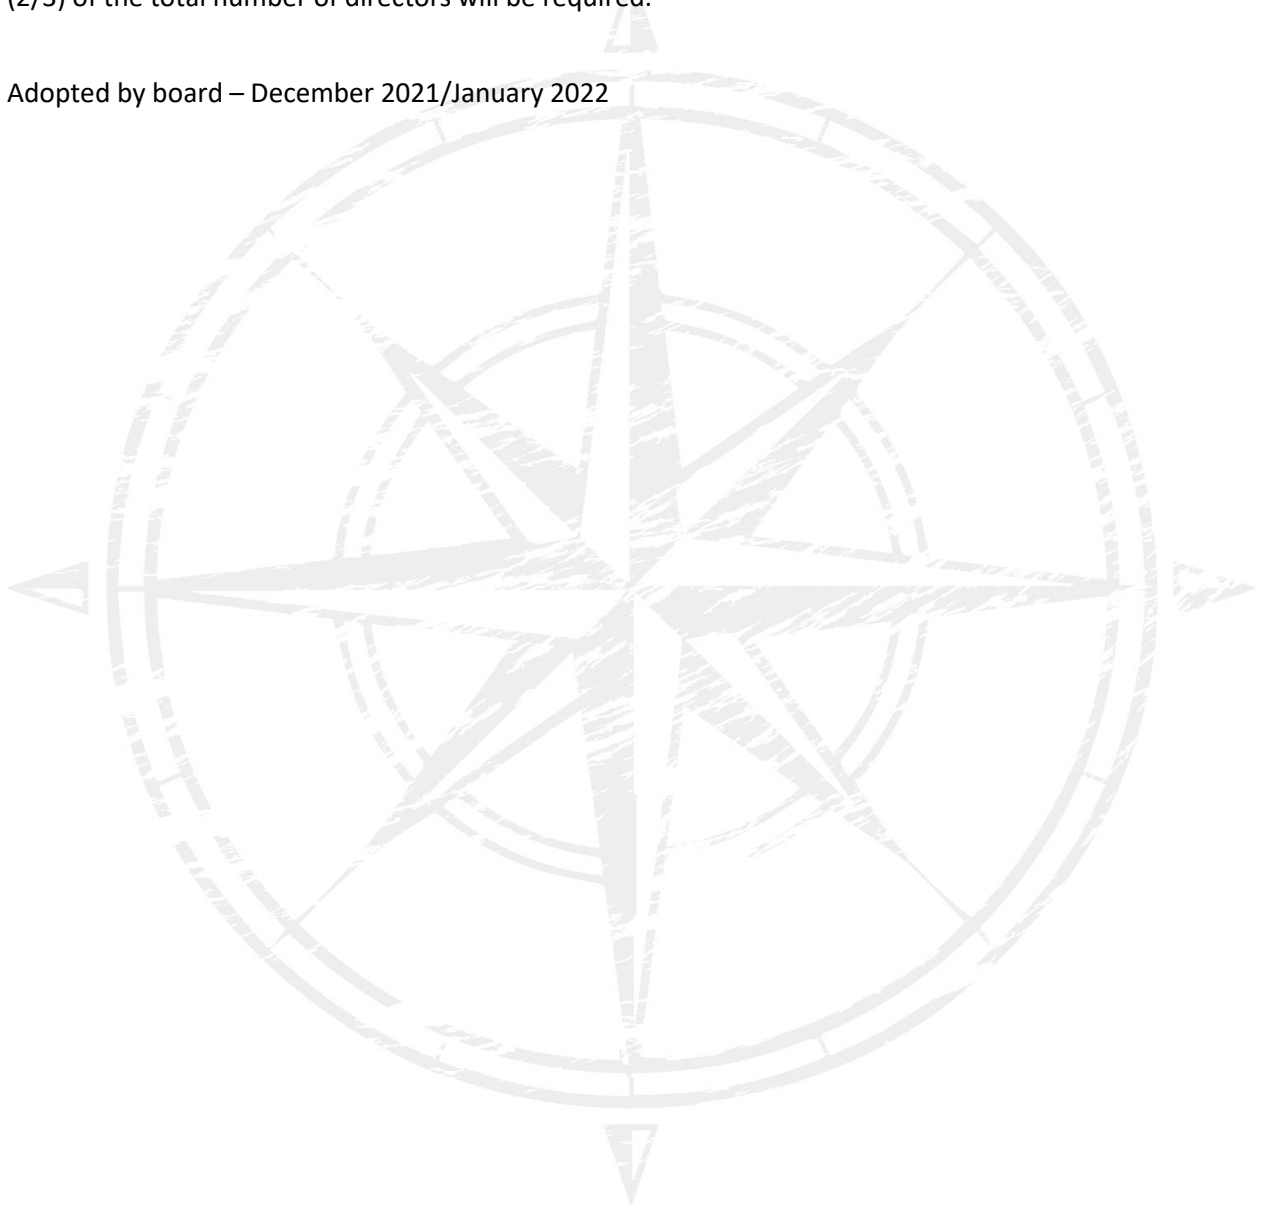 (2/3) of the total number of directors will be required.
Adopted by board – December 2021/January 2022